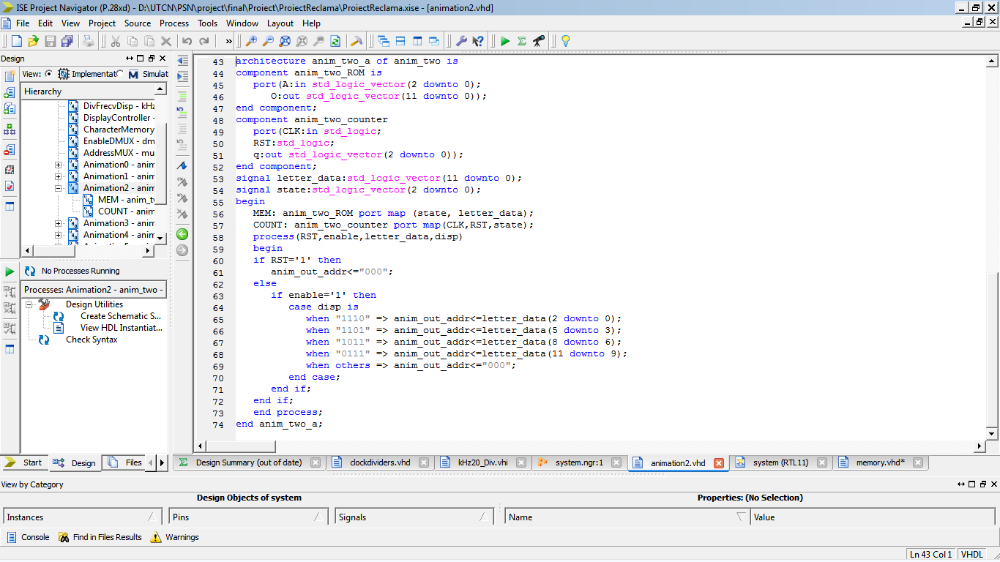 ISE Project Navigator (P.28xd) - D:\UTCN\PSN\project\final\Proiect\ProiectReclama\ProiectReclama.xise - [animation2.vhd]
File Edit View Project Source Process Tools Window Layout Help
Design
View: Implementat Simulat
Hierarchy
DivFrecvDisp - kHz
DisplayController -
CharacterMemory
EnableDMUX - dm
AddressMUX - mu
Animation0 - anim
Animation1 - anim
Animation2 - anim
MEM - anim_tw
COUNT - anim
Animation3 - anim
Animation4 - anim
No Processes Running
Processes: Animation2 - anim_two -
Design Utilities
Create Schematic S...
View HDL Instantiat...
Check Syntax
43 architecture anim_two_a of anim_two is
44 component anim_two_ROM is
45 port(A:in std_logic_vector(2 downto 0);
46 O:out std_logic_vector(11 downto 0));
47 end component;
48 component anim_two_counter
49 port(CLK:in std_logic;
50 RST:std_logic;
51 q:out std_logic_vector(2 downto 0));
52 end component;
53 signal letter_data:std_logic_vector(11 downto 0);
54 signal state:std_logic_vector(2 downto 0);
55 begin
56 MEM: anim_two_ROM port map (state, letter_data);
57 COUNT: anim_two_counter port map(CLK,RST,state);
58 process(RST,enable,letter_data,disp)
59 begin
60 if RST='1' then
61 anim_out_addr<="000";
62 else
63 if enable='1' then
64 case disp is
65 when "1110" => anim_out_addr<=letter_data(2 downto 0);
66 when "1101" => anim_out_addr<=letter_data(5 downto 3);
67 when "1011" => anim_out_addr<=letter_data(8 downto 6);
68 when "0111" => anim_out_addr<=letter_data(11 downto 9);
69 when others => anim_out_addr<="000";
70 end case;
71 end if;
72 end if;
73 end process;
74 end anim_two_a;
Start Design Files
Design Summary (out of date) clockdividers.vhd kHz20_Div.vhi system.ngr:1 animation2.vhd system (RTL11) memory.vhd*
View by Category
Design Objects of system Properties: (No Selection)
Instances Pins Signals Name Value
Console Find in Files Results Warnings
Ln 43 Col 1 VHDL